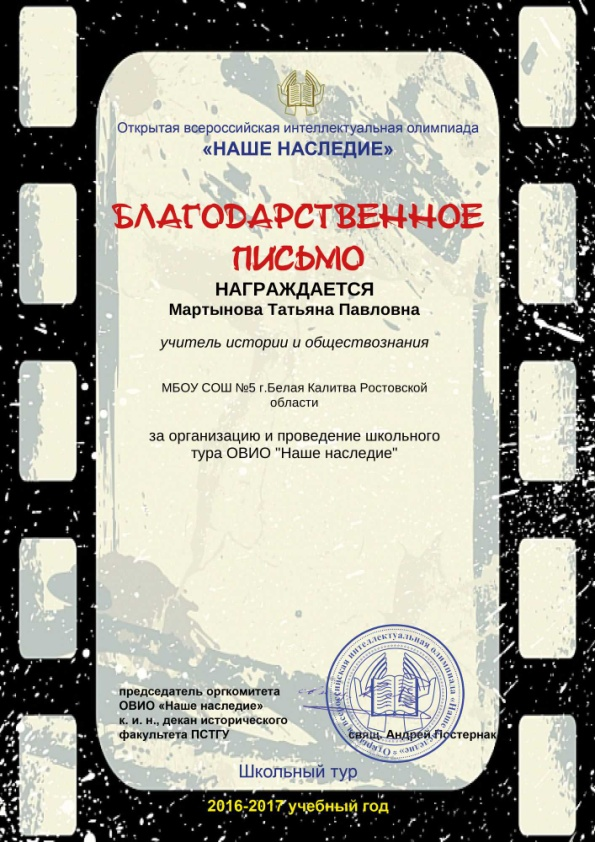 Открытая всероссийская интеллектуальная олимпиада
«НАШЕ НАСЛЕДИЕ»
БЛАГОДАРСТВЕННОЕ
ПИСЬМО
НАГРАЖДАЕТСЯ
Мартынова Татьяна Павловна
учитель истории и обществознания
МБОУ СОШ №5 г.Белая Калитва Ростовской
области
за организацию и проведение школьного
тура ОВИО "Наше наследие"
председатель оргкомитета
ОВИО «Наше наследие»
к. и. н., декан исторического
факультета ПСТГУ
свящ. Андрей Постернак
Открытая всероссийская интеллектуальная олимпиада «Наше наследие»
Школьный тур
2016-2017 учебный год